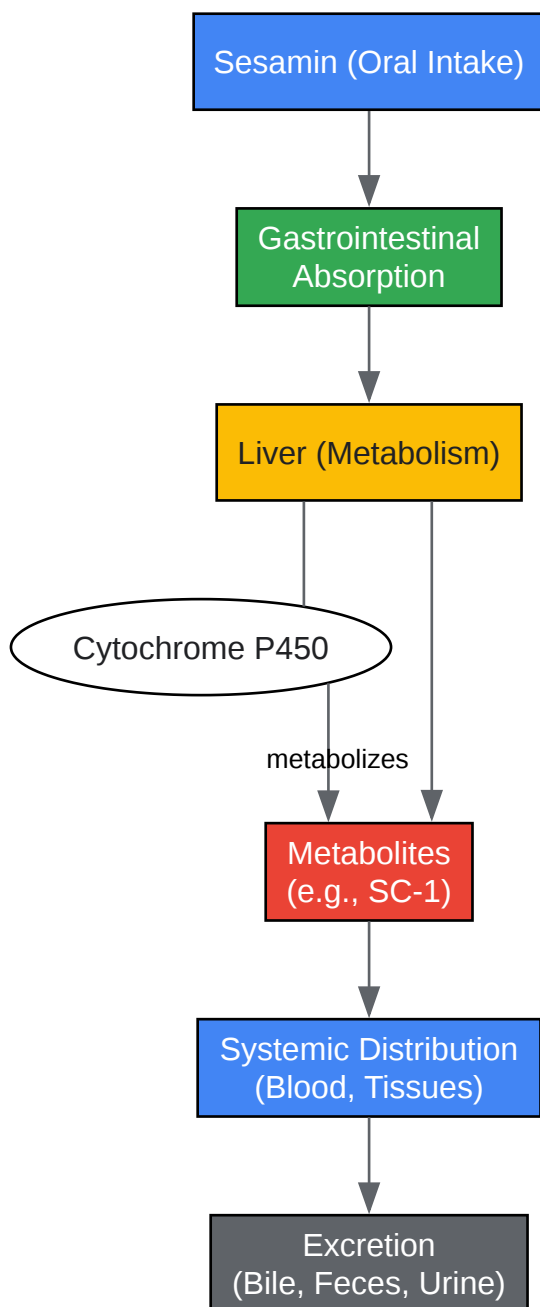 Sesamin (Oral Intake)
Gastrointestinal
Absorption
Liver (Metabolism)
Cytochrome P450
metabolizes
Metabolites
(e.g., SC-1)
Systemic Distribution
(Blood, Tissues)
Excretion
(Bile, Feces, Urine)